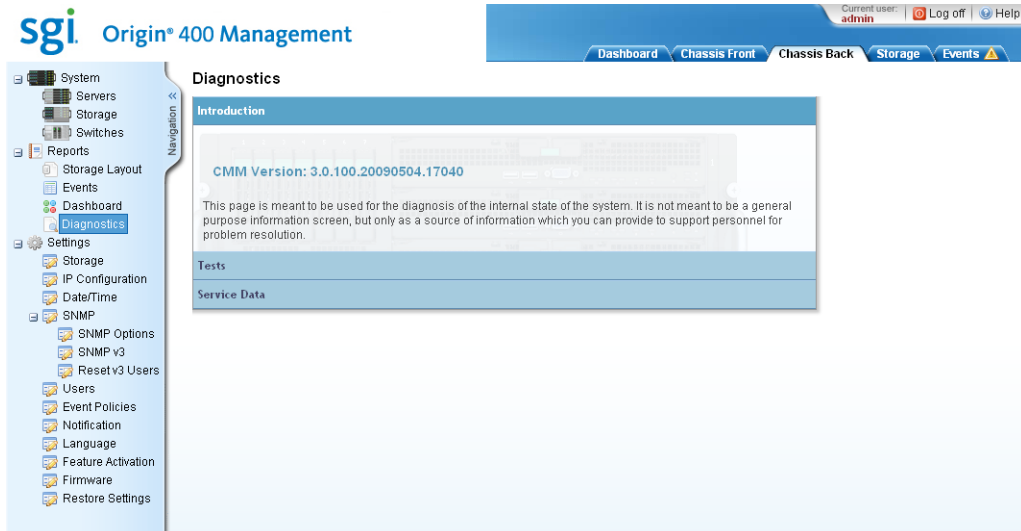 sgi. Origin® 400 Management
Current user: admin
Log off
Help
Dashboard
Chassis Front
Chassis Back
Storage
Events
System
Servers
Storage
Switches
Reports
Storage Layout
Events
Dashboard
Diagnostics
Settings
Storage
IP Configuration
Date/Time
SNMP
SNMP Options
SNMP v3
Reset v3 Users
Users
Event Policies
Notification
Language
Feature Activation
Firmware
Restore Settings
«
Navigation
Diagnostics
Introduction
CMM Version: 3.0.100.20090504.17040
This page is meant to be used for the diagnosis of the internal state of the system. It is not meant to be a general
purpose information screen, but only as a source of information which you can provide to support personnel for
problem resolution.
Tests
Service Data